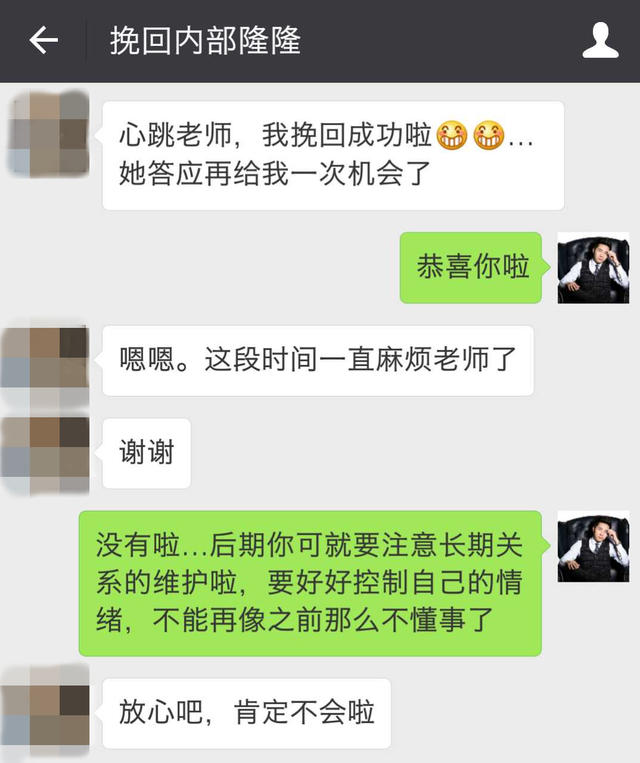 挽回内部隆隆
心跳老师，我挽回成功啦😁😁...
她答应再给我一次机会了
恭喜你啦
嗯嗯。这段时间一直麻烦老师了
谢谢
没有啦...后期你可就要注意长期关
系的维护啦，要好好控制自己的情
绪，不能再像之前那么不懂事了
放心吧，肯定不会啦